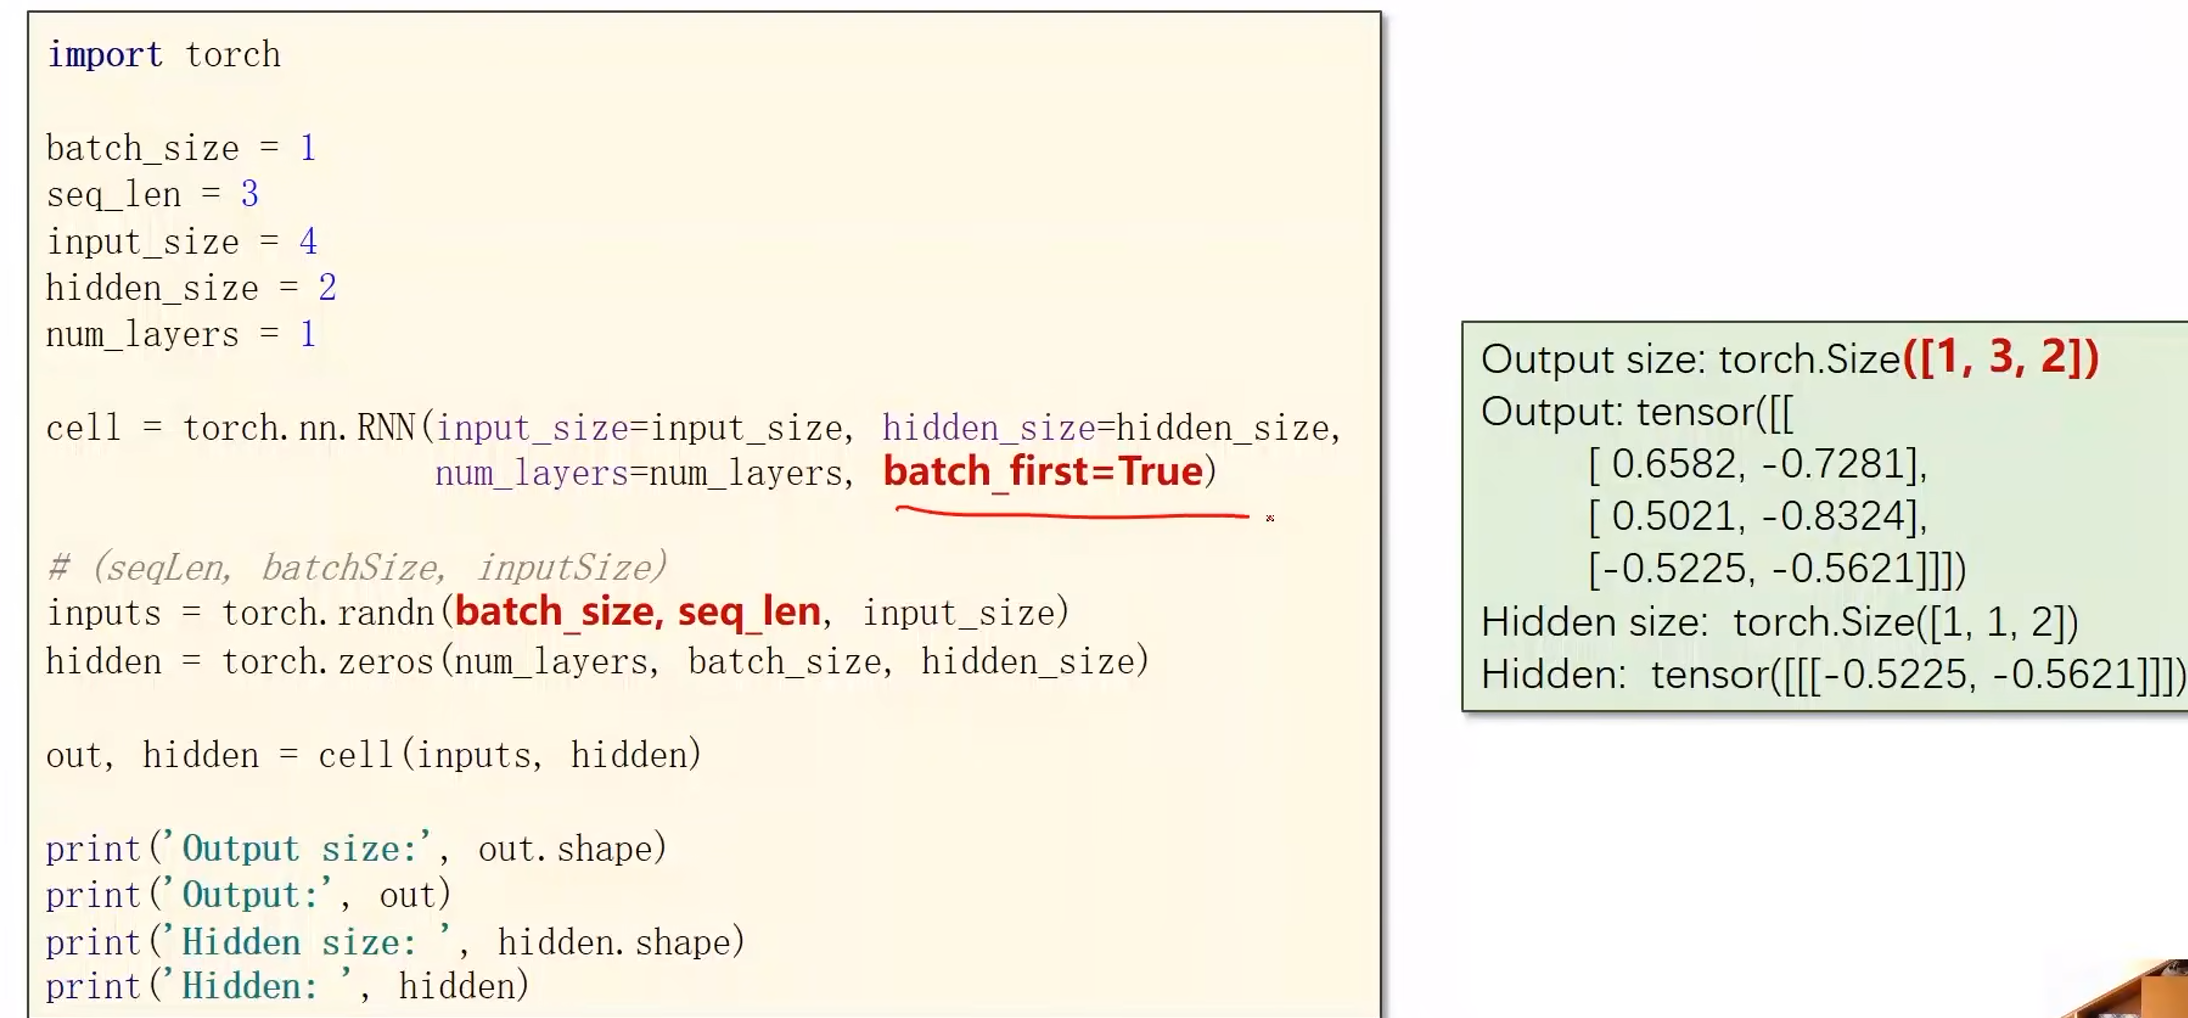 import torch
batch_size = 1
seq_len = 3
input_size = 4
hidden_size = 2
num_layers = 1
cell = torch.nn.RNN(input_size=input_size, hidden_size=hidden_size,
num_layers=num_layers, batch_first=True)
# (seqLen, batchSize, inputSize)
inputs = torch.randn(batch_size, seq_len, input_size)
hidden = torch.zeros(num_layers, batch_size, hidden_size)
out, hidden = cell(inputs, hidden)
print('Output size:', out.shape)
print('Output:', out)
print('Hidden size: ', hidden.shape)
print('Hidden: ', hidden)
Output size: torch.Size([1, 3, 2])
Output: tensor([[
[ 0.6582, -0.7281],
[ 0.5021, -0.8324],
[-0.5225, -0.5621]]])
Hidden size: torch.Size([1, 1, 2])
Hidden: tensor([[[-0.5225, -0.5621]]])